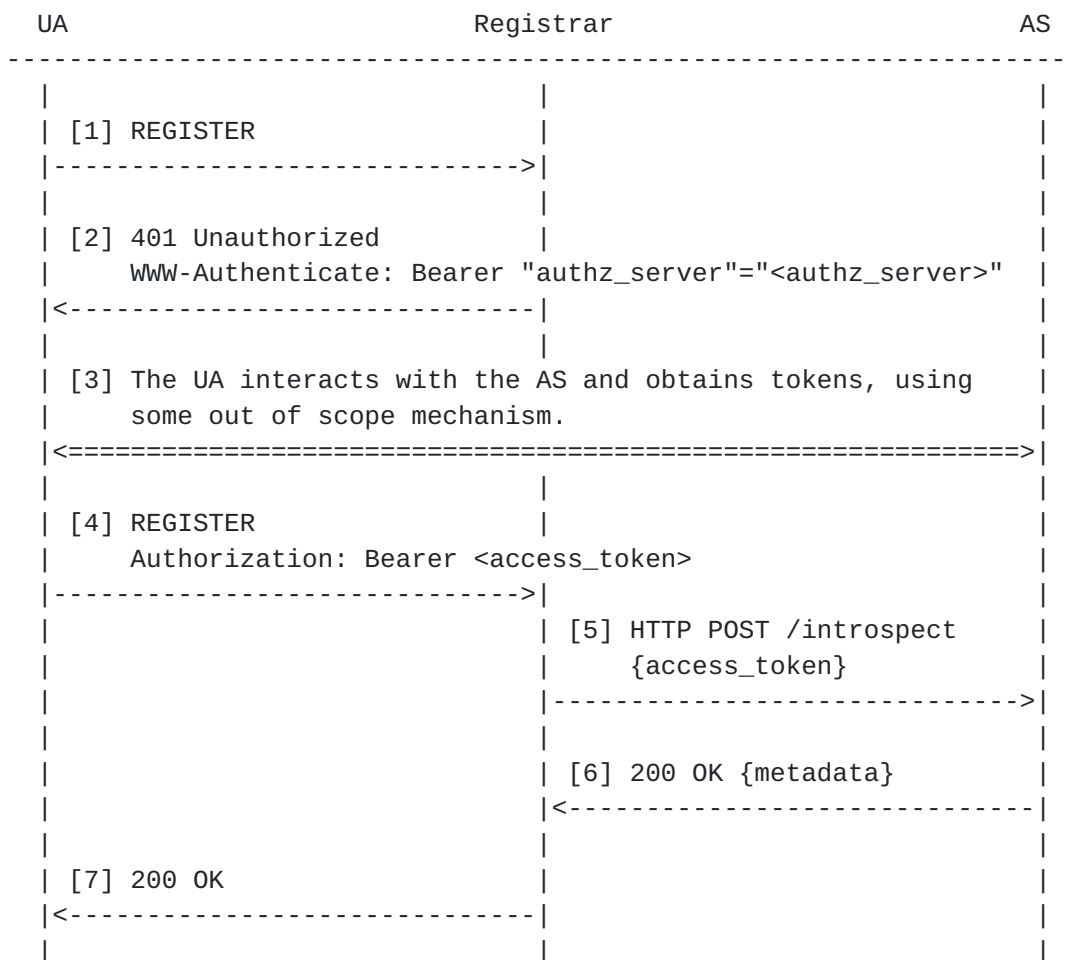 UA Registrar AS
---------------------------------------------------------------------
| | |
| [1] REGISTER | |
|------------------------------>| |
| | |
| [2] 401 Unauthorized | |
| WWW-Authenticate: Bearer "authz_server"="<authz_server>" |
|<------------------------------| |
| | |
| [3] The UA interacts with the AS and obtains tokens, using |
| some out of scope mechanism. |
|<=============================================================>|
| | |
| [4] REGISTER | |
| Authorization: Bearer <access_token> |
|------------------------------>| |
| | [5] HTTP POST /introspect |
| | {access_token} |
| |------------------------------>|
| | |
| | [6] 200 OK {metadata} |
| |<------------------------------|
| | |
| [7] 200 OK | |
|<------------------------------| |
| | |